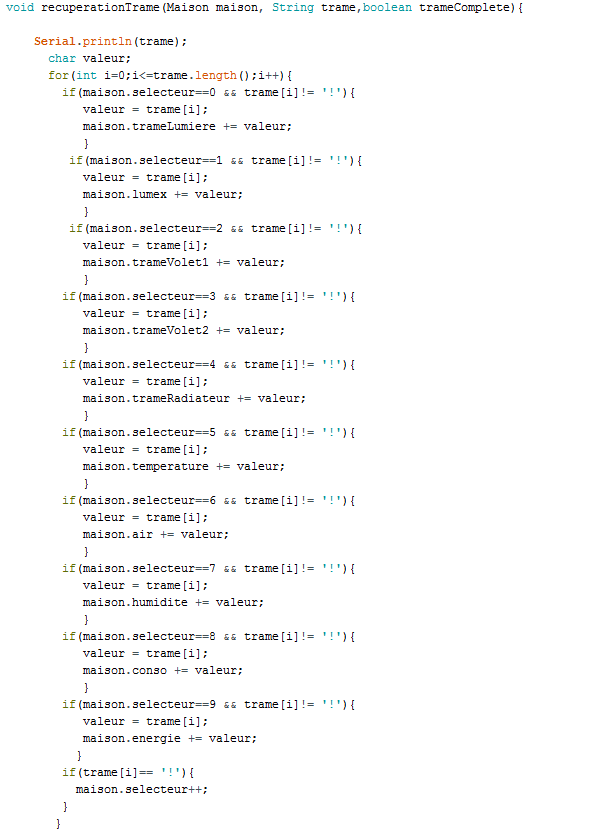 void recuperationTrame(Maison maison, String trame,boolean trameComplete){
Serial.println(trame);
char valeur;
for(int i=0;i<=trame.length();i++){
if(maison.selecteur==0 && trame[i]!= '!'){
valeur = trame[i];
maison.trameLumiere += valeur;
}
if(maison.selecteur==1 && trame[i]!= '!'){
valeur = trame[i];
maison.lumex += valeur;
}
if(maison.selecteur==2 && trame[i]!= '!'){
valeur = trame[i];
maison.trameVolet1 += valeur;
}
if(maison.selecteur==3 && trame[i]!= '!'){
valeur = trame[i];
maison.trameVolet2 += valeur;
}
if(maison.selecteur==4 && trame[i]!= '!'){
valeur = trame[i];
maison.trameRadiateur += valeur;
}
if(maison.selecteur==5 && trame[i]!= '!'){
valeur = trame[i];
maison.temperature += valeur;
}
if(maison.selecteur==6 && trame[i]!= '!'){
valeur = trame[i];
maison.air += valeur;
}
if(maison.selecteur==7 && trame[i]!= '!'){
valeur = trame[i];
maison.humidite += valeur;
}
if(maison.selecteur==8 && trame[i]!= '!'){
valeur = trame[i];
maison.conso += valeur;
}
if(maison.selecteur==9 && trame[i]!= '!'){
valeur = trame[i];
maison.energie += valeur;
}
if(trame[i]== '!'){
maison.selecteur++;
}
}